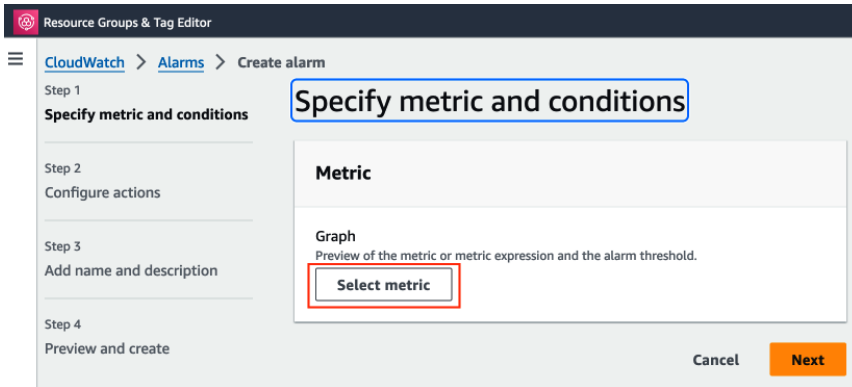 Resource Groups & Tag Editor
CloudWatch > Alarms > Create alarm
Step 1
Specify metric and conditions
Step 2
Configure actions
Step 3
Add name and description
Step 4
Preview and create
Specify metric and conditions
Metric
Graph
Preview of the metric or metric expression and the alarm threshold.
Select metric
Cancel
Next